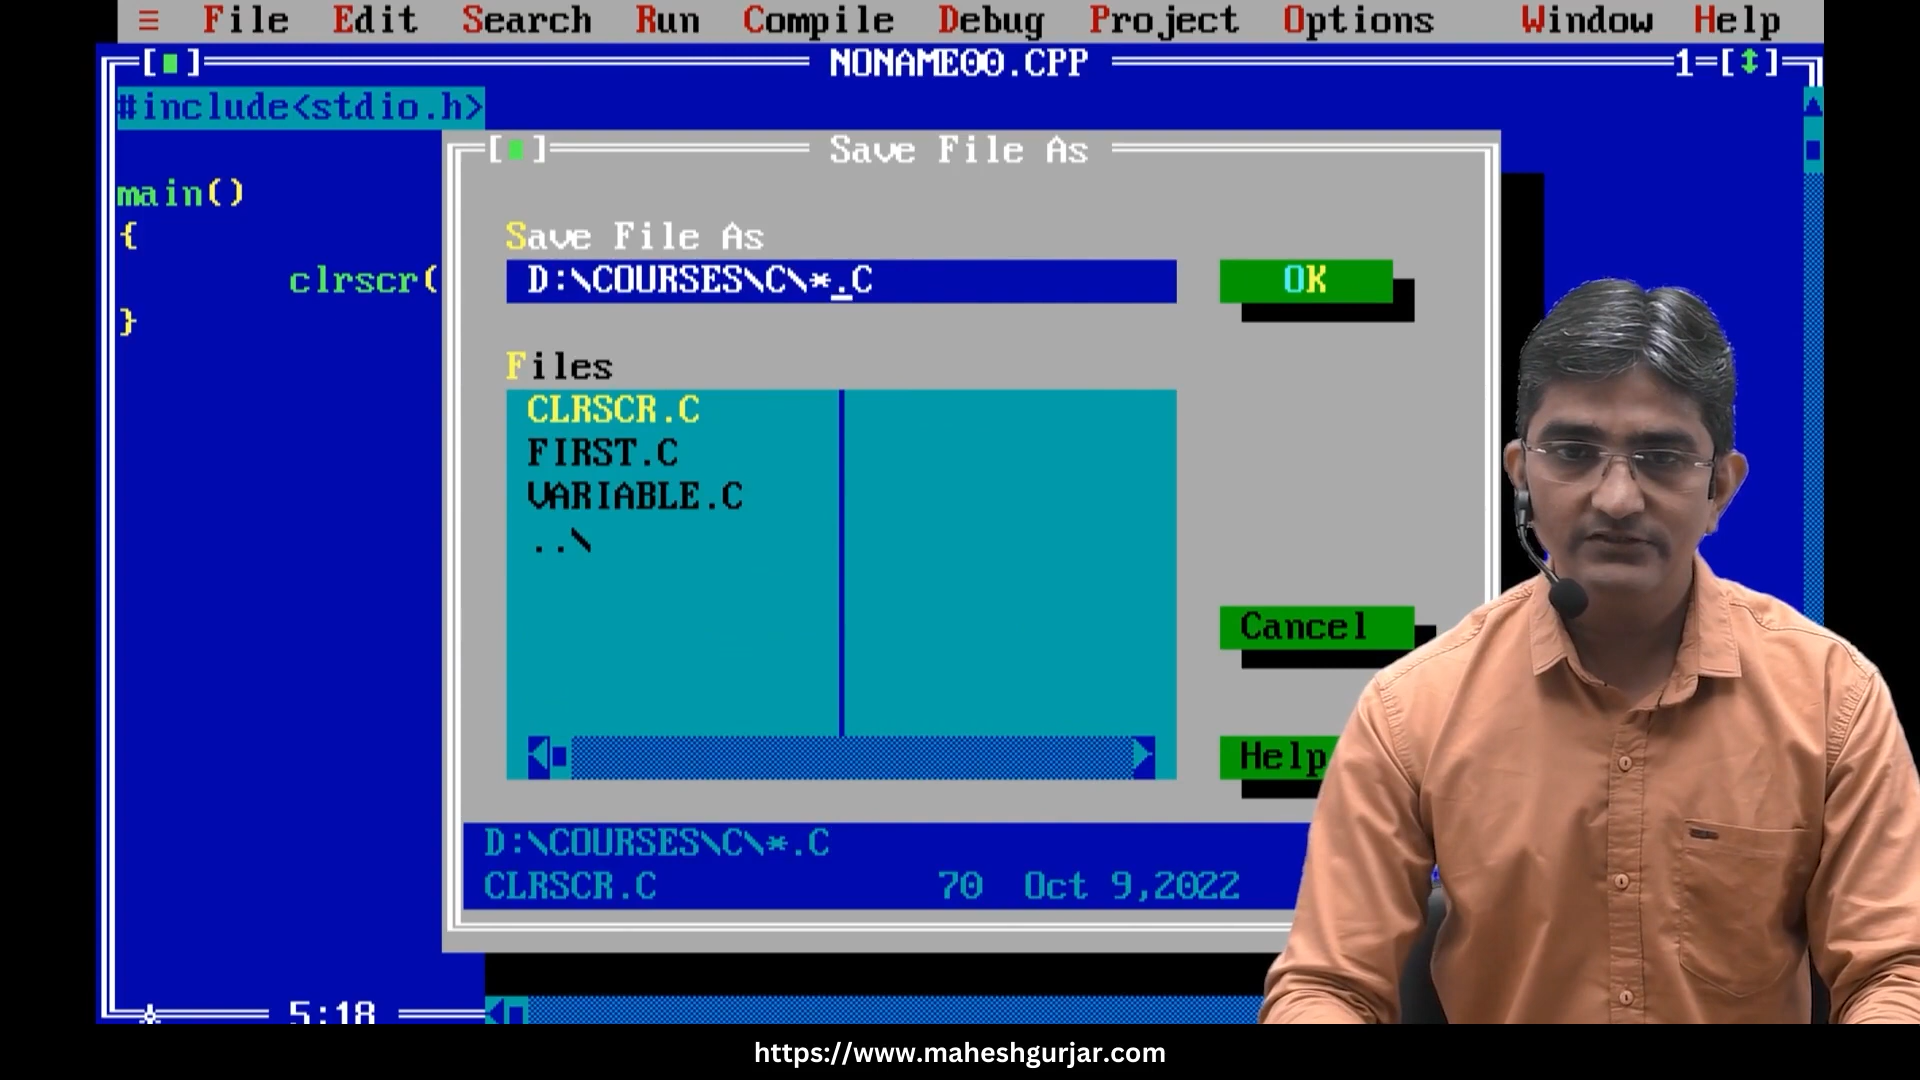 ≡ File Edit Search Run Compile Debug Project Options Window Help
[■] NONAME00.CPP 1=[↕]
#include<stdio.h>
main()
{
clrscr(
}
[■] Save File As
Save File As
D:\COURSES\C\*.C
OK
Files
CLRSCR.C
FIRST.C
VARIABLE.C
..\
Cancel
Help
D:\COURSES\C\*.C
CLRSCR.C 70 Oct 9,2022
5:18
https://www.maheshgurjar.com